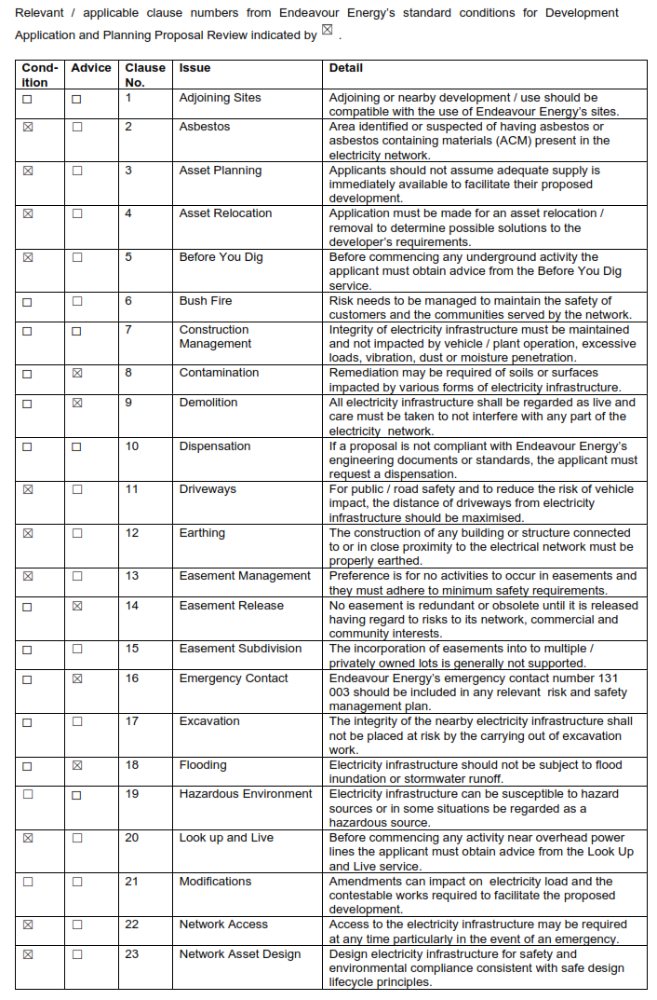 Relevant / applicable clause numbers from Endeavour Energy's standard conditions for Development
Application and Planning Proposal Review indicated by ☒ .
Cond-ition Advice Clause No. Issue Detail
☐ ☐ 1 Adjoining Sites Adjoining or nearby development / use should be
compatible with the use of Endeavour Energy's sites.
☒ ☐ 2 Asbestos Area identified or suspected of having asbestos or
asbestos containing materials (ACM) present in the
electricity network.
☒ ☐ 3 Asset Planning Applicants should not assume adequate supply is
immediately available to facilitate their proposed
development.
☒ ☐ 4 Asset Relocation Application must be made for an asset relocation /
removal to determine possible solutions to the
developer's requirements.
☒ ☐ 5 Before You Dig Before commencing any underground activity the
applicant must obtain advice from the Before You Dig
service.
☐ ☐ 6 Bush Fire Risk needs to be managed to maintain the safety of
customers and the communities served by the network.
☐ ☐ 7 Construction Management Integrity of electricity infrastructure must be maintained
and not impacted by vehicle / plant operation, excessive
loads, vibration, dust or moisture penetration.
☐ ☒ 8 Contamination Remediation may be required of soils or surfaces
impacted by various forms of electricity infrastructure.
☐ ☒ 9 Demolition All electricity infrastructure shall be regarded as live and
care must be taken to not interfere with any part of the
electricity network.
☐ ☐ 10 Dispensation If a proposal is not compliant with Endeavour Energy's
engineering documents or standards, the applicant must
request a dispensation.
☒ ☐ 11 Driveways For public / road safety and to reduce the risk of vehicle
impact, the distance of driveways from electricity
infrastructure should be maximised.
☒ ☐ 12 Earthing The construction of any building or structure connected
to or in close proximity to the electrical network must be
properly earthed.
☒ ☐ 13 Easement Management Preference is for no activities to occur in easements and
they must adhere to minimum safety requirements.
☐ ☒ 14 Easement Release No easement is redundant or obsolete until it is released
having regard to risks to its network, commercial and
community interests.
☐ ☐ 15 Easement Subdivision The incorporation of easements into to multiple /
privately owned lots is generally not supported.
☐ ☒ 16 Emergency Contact Endeavour Energy's emergency contact number 131
003 should be included in any relevant risk and safety
management plan.
☐ ☐ 17 Excavation The integrity of the nearby electricity infrastructure shall
not be placed at risk by the carrying out of excavation
work.
☐ ☒ 18 Flooding Electricity infrastructure should not be subject to flood
inundation or stormwater runoff.
☐ ☐ 19 Hazardous Environment Electricity infrastructure can be susceptible to hazard
sources or in some situations be regarded as a
hazardous source.
☒ ☐ 20 Look up and Live Before commencing any activity near overhead power
lines the applicant must obtain advice from the Look Up
and Live service.
☐ ☐ 21 Modifications Amendments can impact on electricity load and the
contestable works required to facilitate the proposed
development.
☒ ☐ 22 Network Access Access to the electricity infrastructure may be required
at any time particularly in the event of an emergency.
☒ ☐ 23 Network Asset Design Design electricity infrastructure for safety and
environmental compliance consistent with safe design
lifecycle principles.